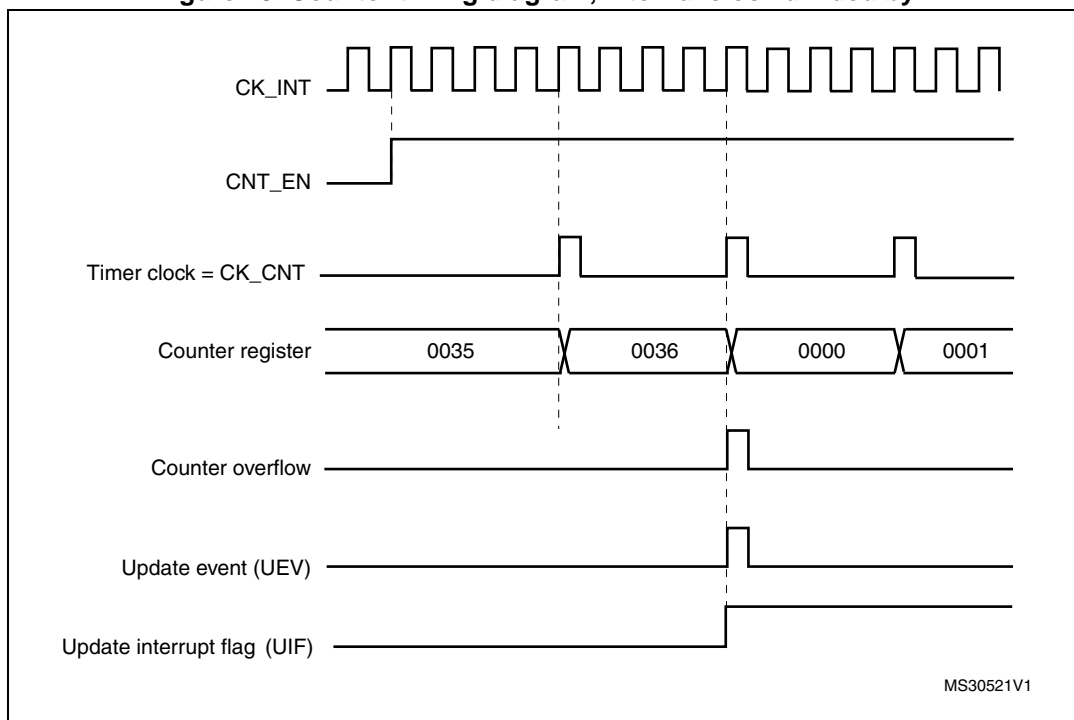 CK_INT
CNT_EN
Timer clock = CK_CNT
Counter register 0035 0036 0000 0001
Counter overflow
Update event (UEV)
Update interrupt flag (UIF)
MS30521V1